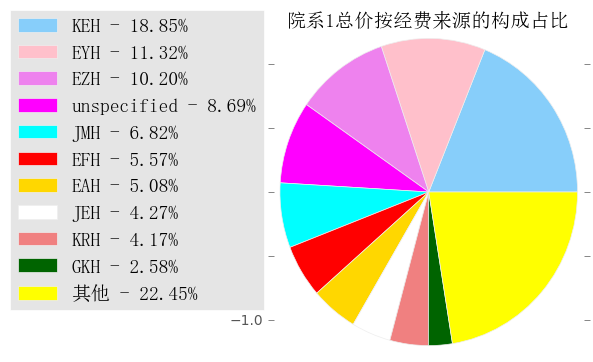 院系1总价按经费来源的构成占比
KEH - 18.85%
EYH - 11.32%
EZH - 10.20%
unspecified - 8.69%
JMH - 6.82%
EFH - 5.57%
EAH - 5.08%
JEH - 4.27%
KRH - 4.17%
GKH - 2.58%
其他 - 22.45%
−1.0